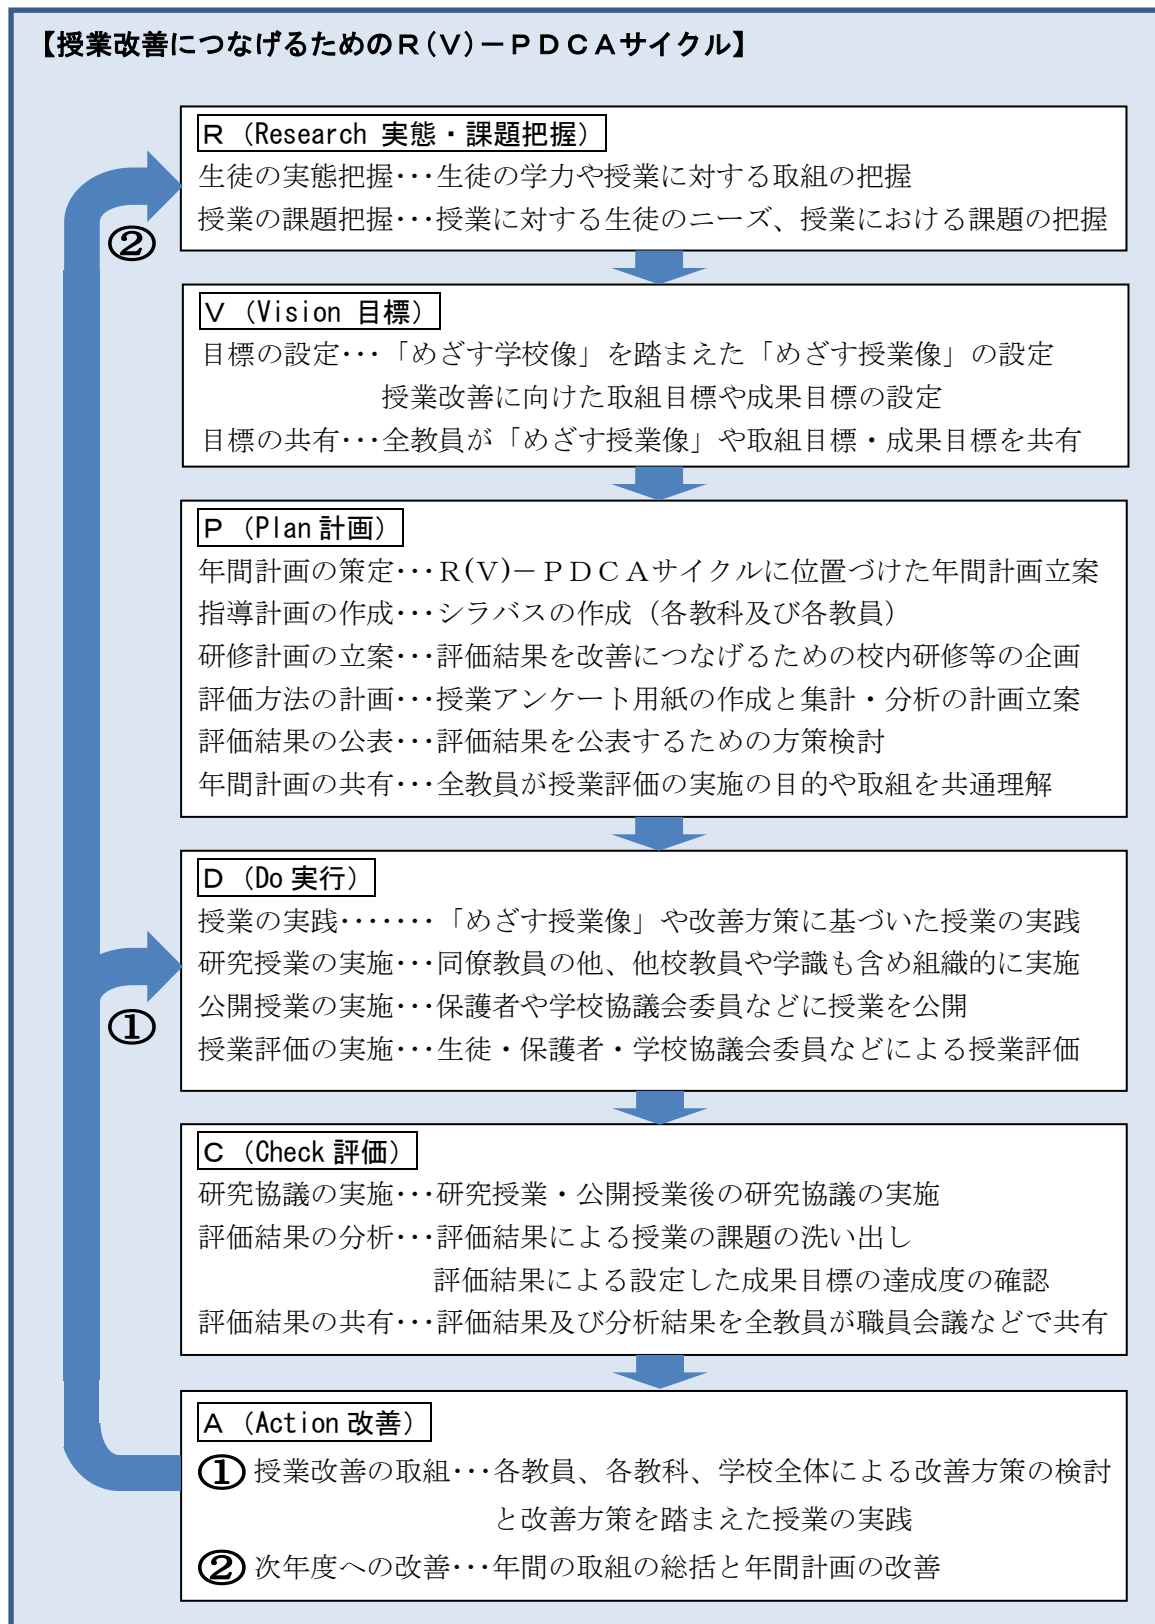 【授業改善につなげるためのR(V)－PDCAサイクル】
R（Research 実態・課題把握）
生徒の実態把握･･･生徒の学力や授業に対する取組の把握
授業の課題把握･･･授業に対する生徒のニーズ、授業における課題の把握
②
V（Vision 目標）
目標の設定･･･「めざす学校像」を踏まえた「めざす授業像」の設定
授業改善に向けた取組目標や成果目標の設定
目標の共有･･･全教員が「めざす授業像」や取組目標・成果目標を共有
P（Plan 計画）
年間計画の策定･･･R(V)－PDCAサイクルに位置づけた年間計画立案
指導計画の作成･･･シラバスの作成（各教科及び各教員）
研修計画の立案･･･評価結果を改善につなげるための校内研修等の企画
評価方法の計画･･･授業アンケート用紙の作成と集計・分析の計画立案
評価結果の公表･･･評価結果を公表するための方策検討
年間計画の共有･･･全教員が授業評価の実施の目的や取組を共通理解
D（Do 実行）
授業の実践･･･････「めざす授業像」や改善方策に基づいた授業の実践
研究授業の実施･･･同僚教員の他、他校教員や学識も含め組織的に実施
公開授業の実施･･･保護者や学校協議会委員などに授業を公開
①
授業評価の実施･･･生徒・保護者・学校協議会委員などによる授業評価
C（Check 評価）
研究協議の実施･･･研究授業・公開授業後の研究協議の実施
評価結果の分析･･･評価結果による授業の課題の洗い出し
評価結果による設定した成果目標の達成度の確認
評価結果の共有･･･評価結果及び分析結果を全教員が職員会議などで共有
A（Action 改善）
① 授業改善の取組･･･各教員、各教科、学校全体による改善方策の検討
と改善方策を踏まえた授業の実践
② 次年度への改善･･･年間の取組の総括と年間計画の改善